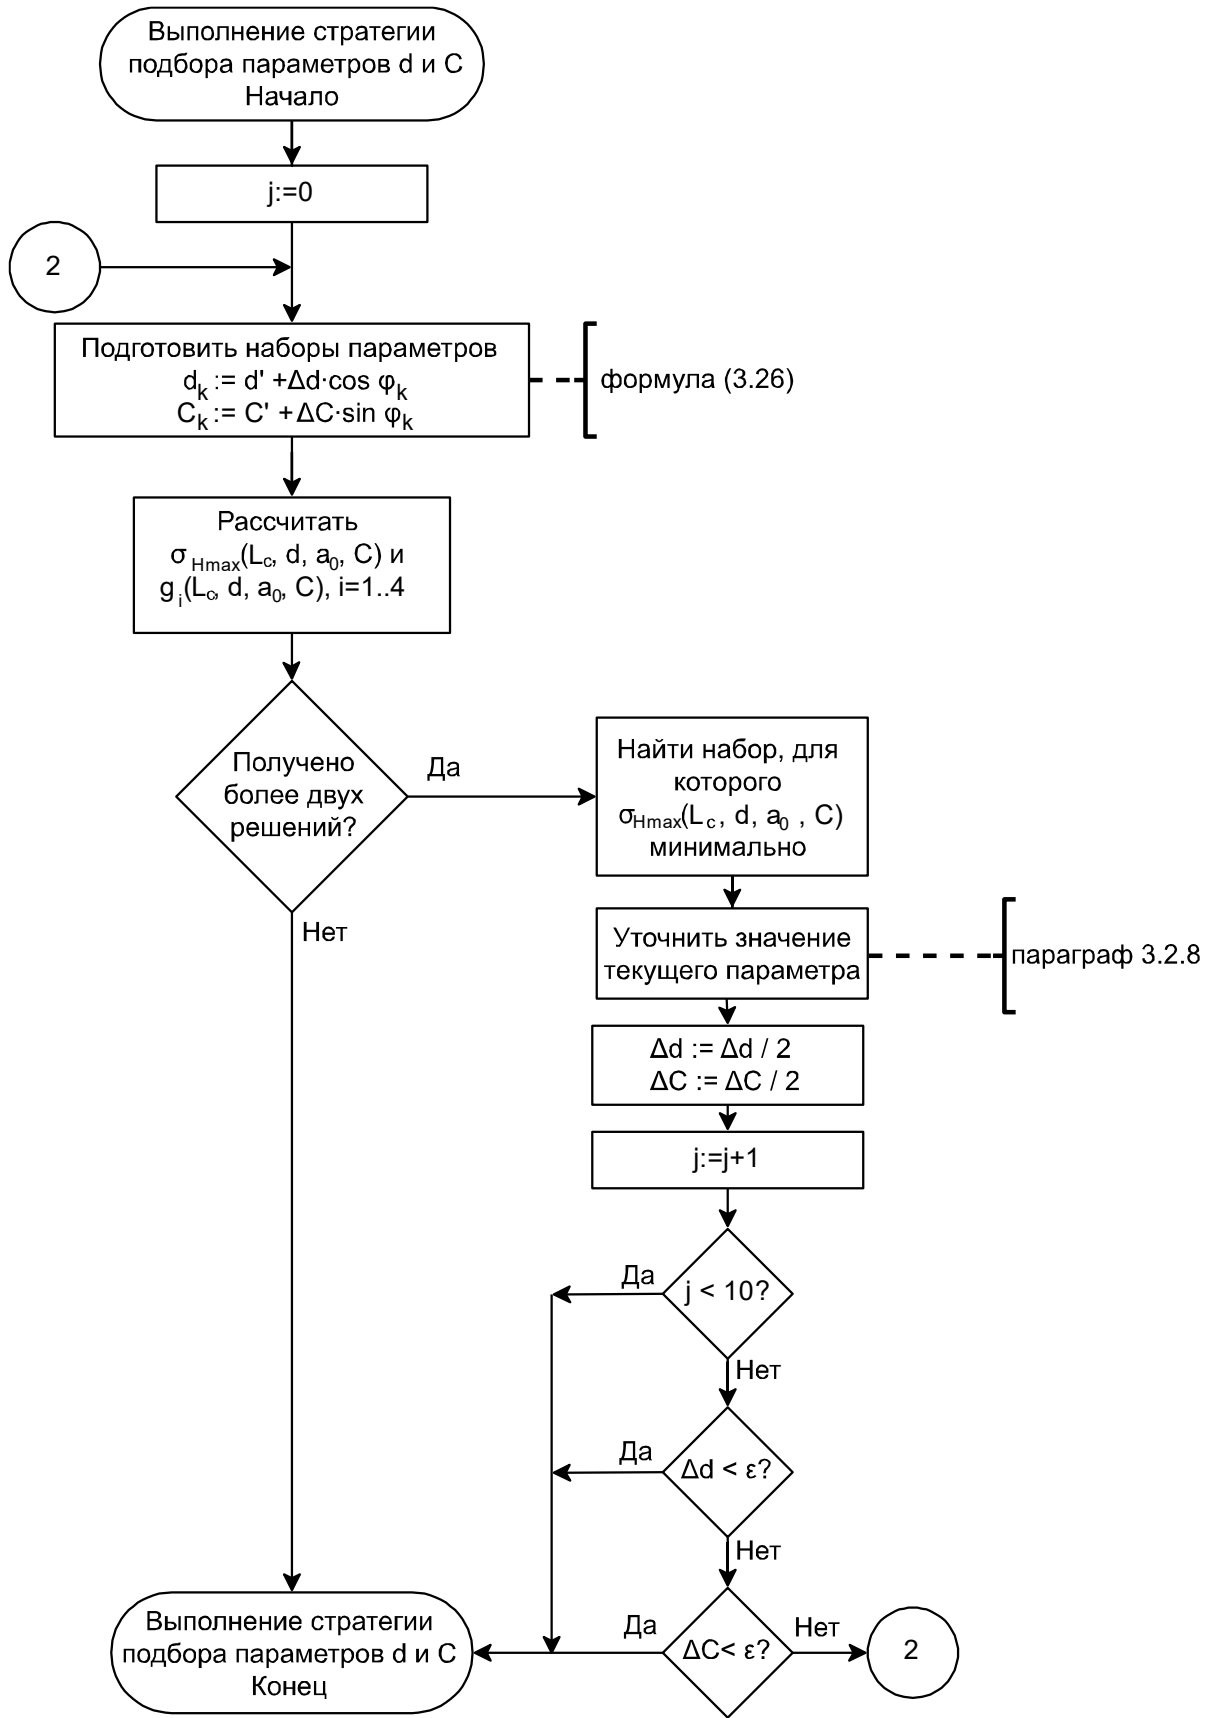 Выполнение стратегии
подбора параметров d и C
Начало
j:=0
2
Подготовить наборы параметров
dk := d' +Δd·cos φk
Ck := C' +ΔC·sin φk
формула (3.26)
Рассчитать
σHmax(Lc, d, a0, C) и
gi(Lc, d, a0, C), i=1..4
Получено
более двух
решений?
Да
Нет
Найти набор, для
которого
σHmax(Lc, d, a0 , C)
минимально
Уточнить значение
текущего параметра
параграф 3.2.8
Δd := Δd / 2
ΔC := ΔC / 2
j:=j+1
j < 10?
Да
Нет
Δd < ε?
Да
Нет
ΔC< ε?
Да
Нет
2
Выполнение стратегии
подбора параметров d и C
Конец